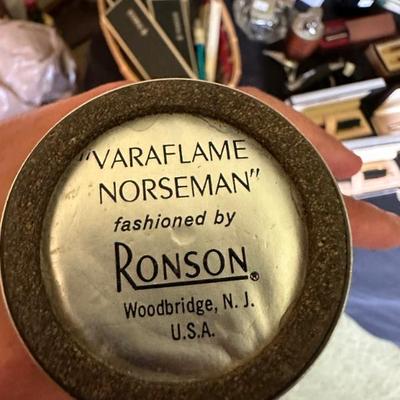 "VARAFLAME
NORSEMAN"
fashioned by
RONSON®
Woodbridge, N. J.
U.S.A.